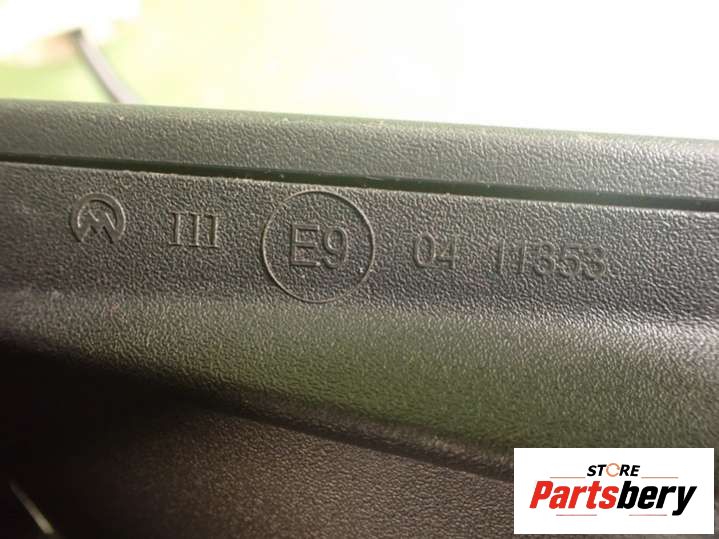 III E9 04 11353
STORE
Partsbery